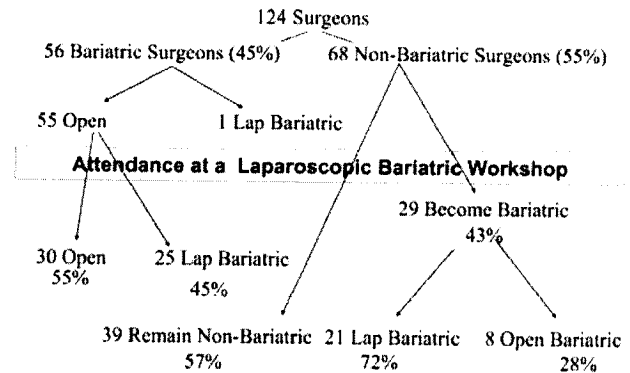 124 Surgeons
56 Bariatric Surgeons (45%) 68 Non-Bariatric Surgeons (55%)
55 Open 1 Lap Bariatric
Attendance at a Laparoscopic Bariatric Workshop
29 Become Bariatric
43%
30 Open 25 Lap Bariatric
55% 45%
39 Remain Non-Bariatric 21 Lap Bariatric 8 Open Bariatric
57% 72% 28%